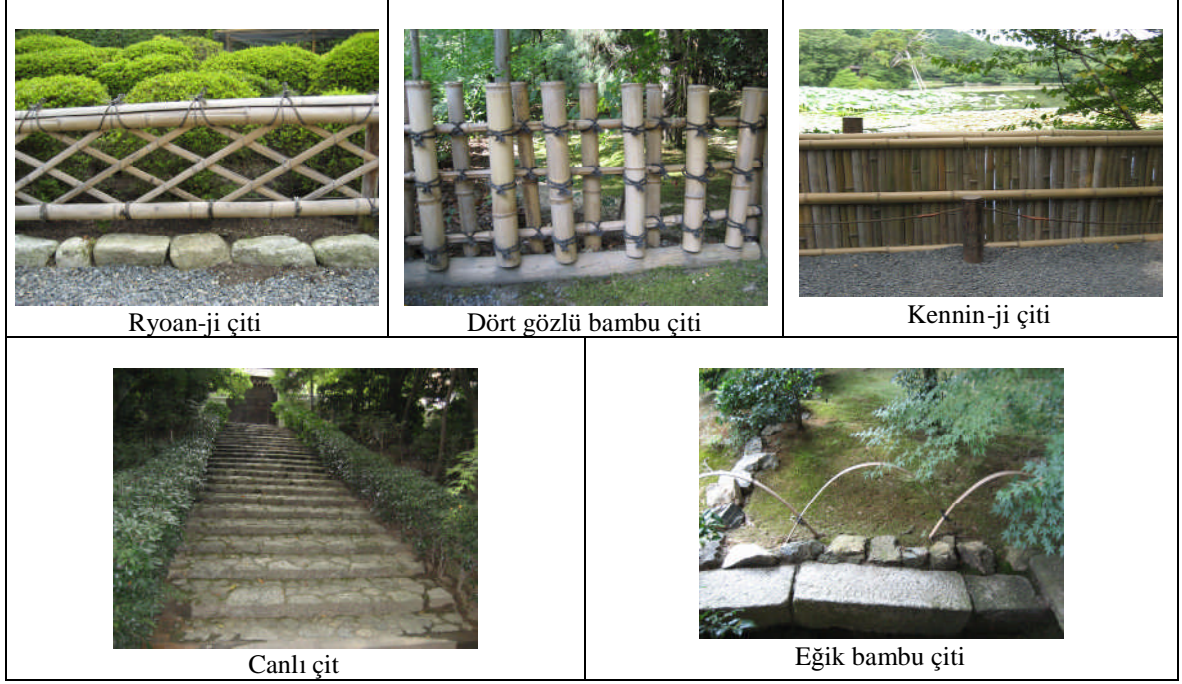 Ryoan-ji çiti
Dört gözlü bambu çiti
Kennin-ji çiti
Canlı çit
Eğik bambu çiti